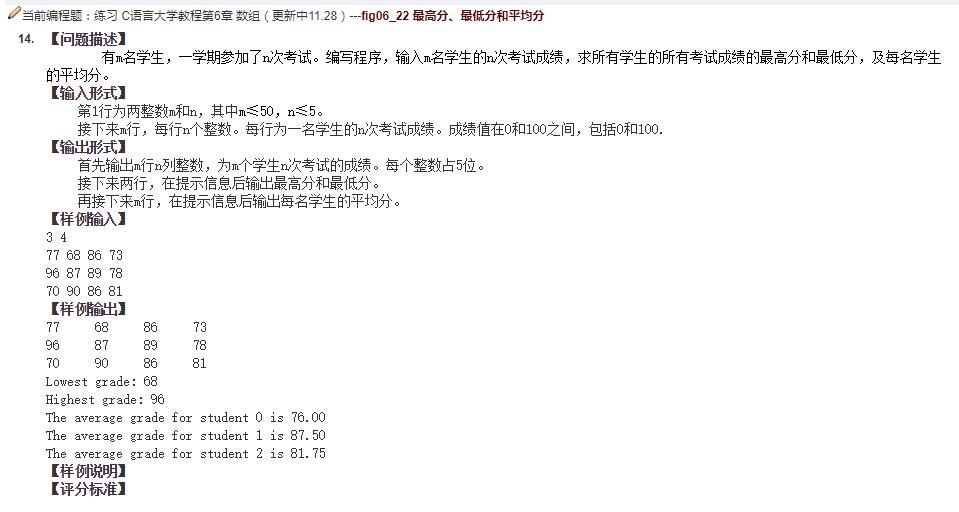 当前编程题：练习 C语言大学教程第6章 数组（更新中11.28）---fig06_22 最高分、最低分和平均分
14. 【问题描述】
有m名学生，一学期参加了n次考试。编写程序，输入m名学生的n次考试成绩，求所有学生的所有考试成绩的最高分和最低分，及每名学生
的平均分。
【输入形式】
第1行为两整数m和n，其中m≤50，n≤5。
接下来m行，每行n个整数。每行为一名学生的n次考试成绩。成绩值在0和100之间，包括0和100.
【输出形式】
首先输出m行n列整数，为m个学生n次考试的成绩。每个整数占5位。
接下来两行，在提示信息后输出最高分和最低分。
再接下来m行，在提示信息后输出每名学生的平均分。
【样例输入】
3 4
77 68 86 73
96 87 89 78
70 90 86 81
【样例输出】
77 68 86 73
96 87 89 78
70 90 86 81
Lowest grade: 68
Highest grade: 96
The average grade for student 0 is 76.00
The average grade for student 1 is 87.50
The average grade for student 2 is 81.75
【样例说明】
【评分标准】